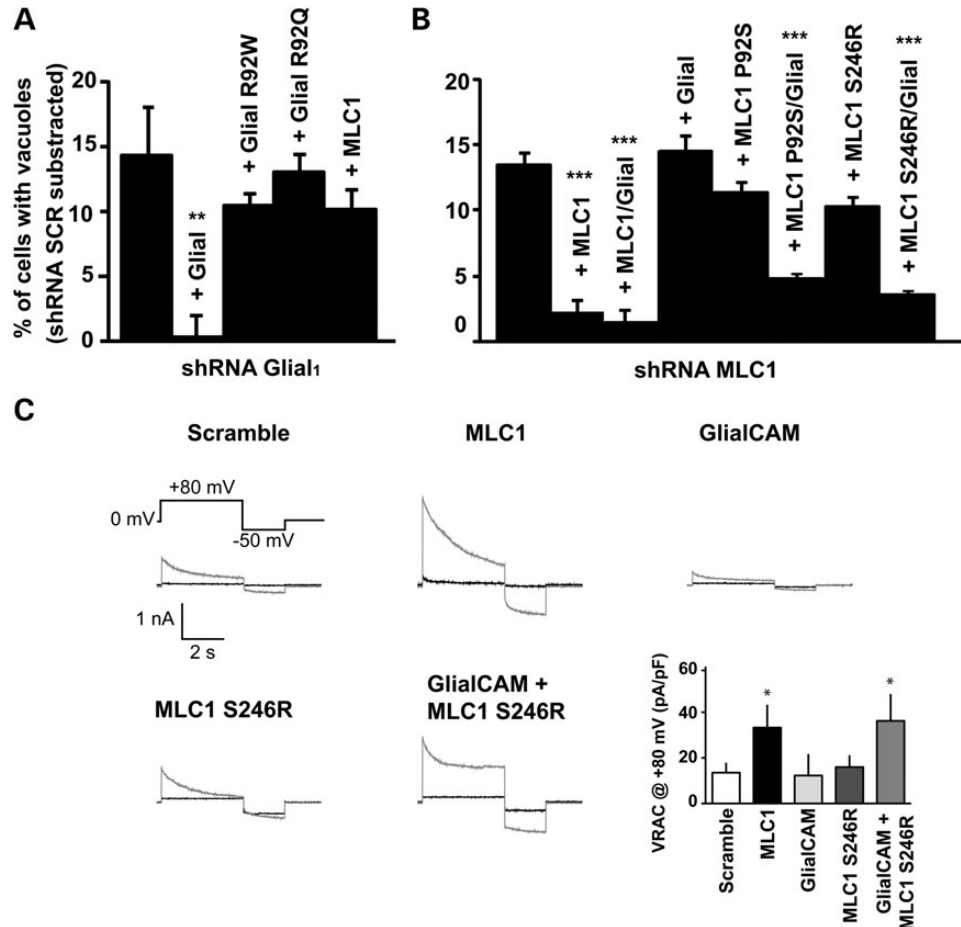 A
% of cells with vacuoles
(shRNA SCR substracted)
20
15
10
5
0
+ Glial **
+ Glial R92W
+ Glial R92Q
+ MLC1
shRNA Glial1
B
20
15
10
5
0
+ MLC1 ***
+ MLC1/Glial ***
+ Glial
+ MLC1 P92S
+ MLC1 P92S/Glial ***
+ MLC1 S246R
+ MLC1 S246R/Glial ***
shRNA MLC1
C
Scramble
MLC1
GlialCAM
+80 mV
0 mV
-50 mV
1 nA
2 s
MLC1 S246R
GlialCAM +
MLC1 S246R
VRAC @ +80 mV (pA/pF)
60
40
20
0
*
*
Scramble
MLC1
GlialCAM
MLC1 S246R
GlialCAM +
MLC1 S246R